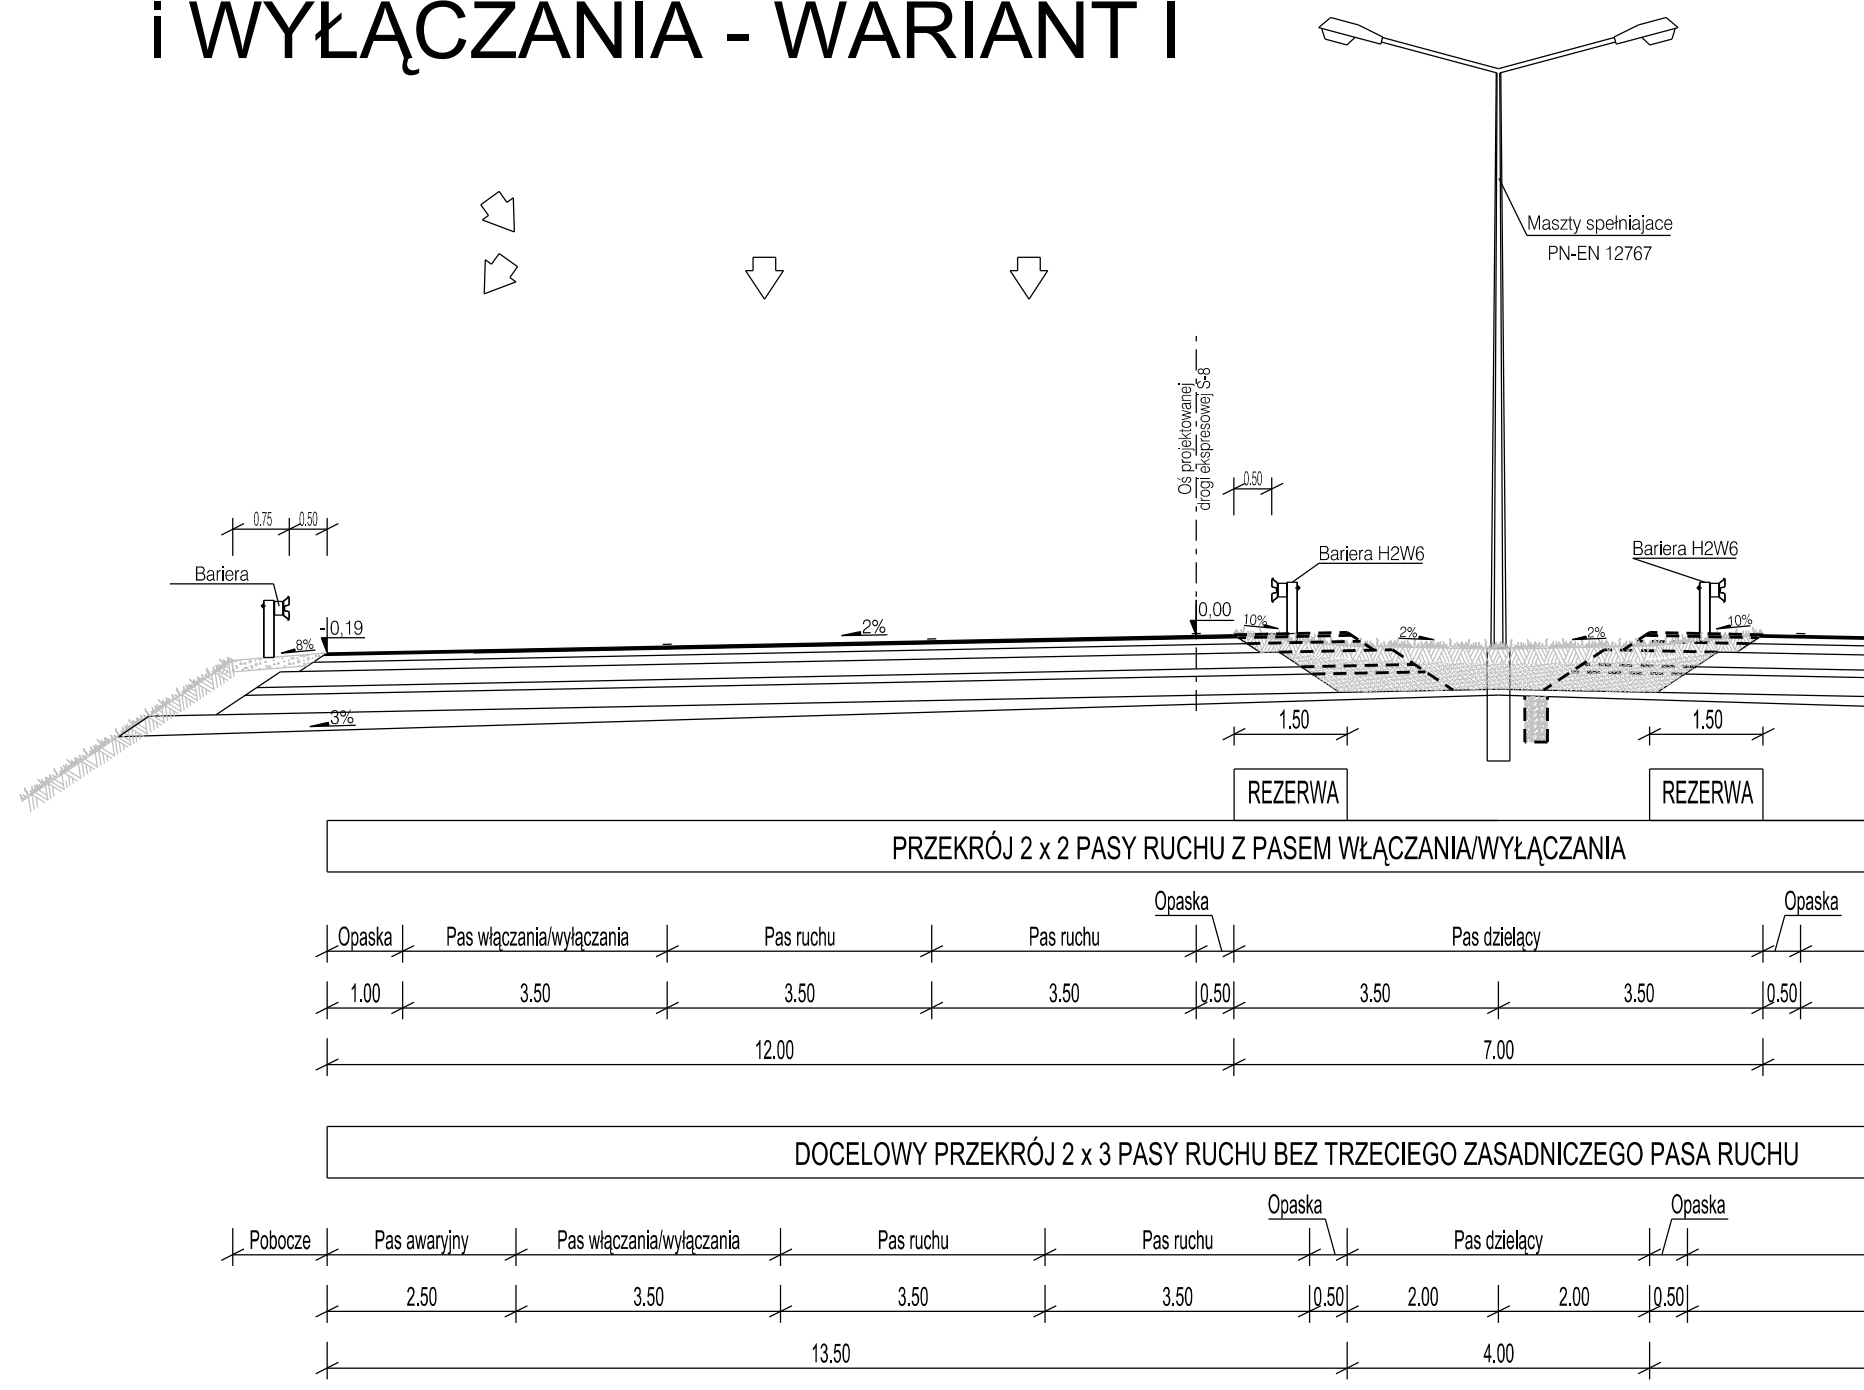 i WYŁĄCZANIA - WARIANT I
Maszty spełniajace
PN-EN 12767
Oś projektowanej
drogi ekspresowej S-8
0.50
0.75
0.50
Bariera
Bariera H2W6
Bariera H2W6
8%
-0,19
2%
0,00
10%
2%
2%
10%
3%
1.50
1.50
REZERWA
REZERWA
PRZEKRÓJ 2 x 2 PASY RUCHU Z PASEM WŁĄCZANIA/WYŁĄCZANIA
Opaska
Opaska
Opaska
Pas włączania/wyłączania
Pas ruchu
Pas ruchu
Pas dzielący
1.00
3.50
3.50
3.50
0.50
3.50
3.50
0.50
12.00
7.00
DOCELOWY PRZEKRÓJ 2 x 3 PASY RUCHU BEZ TRZECIEGO ZASADNICZEGO PASA RUCHU
Opaska
Opaska
Pobocze
Pas awaryjny
Pas włączania/wyłączania
Pas ruchu
Pas ruchu
Pas dzielący
2.50
3.50
3.50
3.50
0.50
2.00
2.00
0.50
13.50
4.00